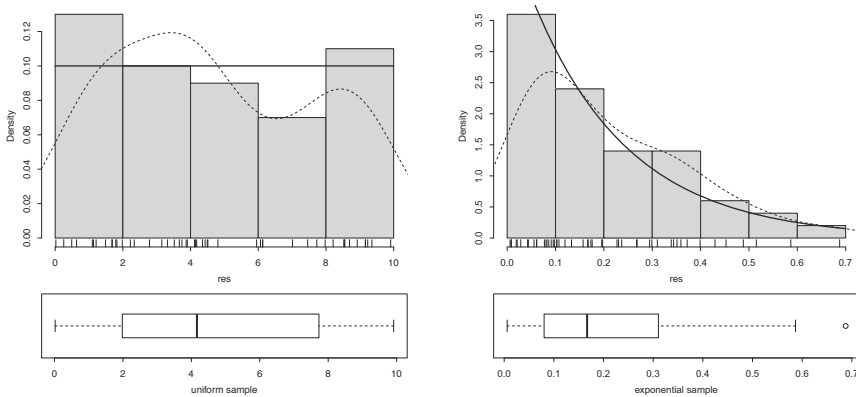 Density
0.00 0.02 0.04 0.06 0.08 0.10 0.12
0 2 4 6 8 10
res
0 2 4 6 8 10
uniform sample
Density
0.0 0.5 1.0 1.5 2.0 2.5 3.0 3.5
0.0 0.1 0.2 0.3 0.4 0.5 0.6 0.7
res
0.0 0.1 0.2 0.3 0.4 0.5 0.6 0.7
exponential sample